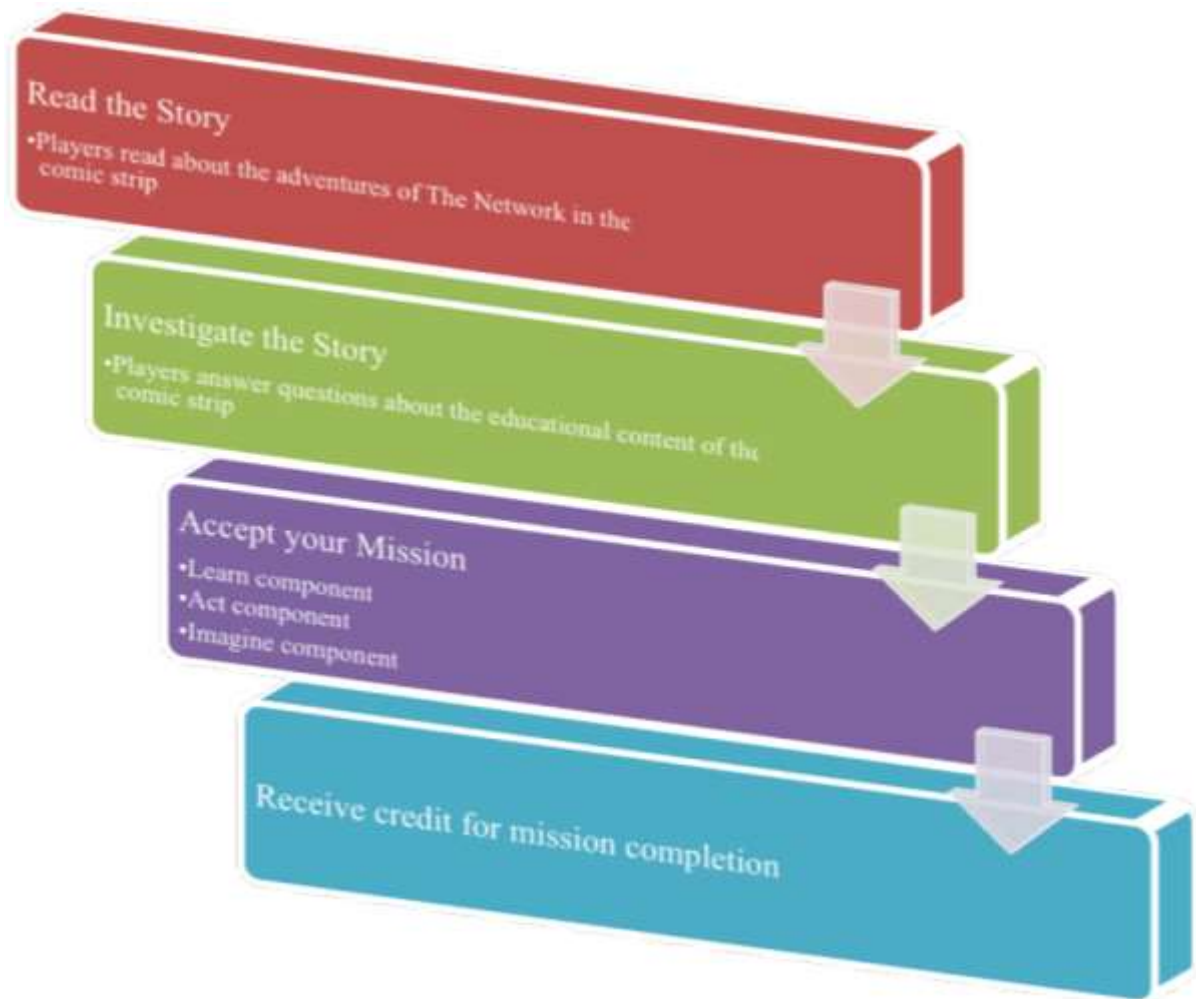 Read the Story
•Players read about the adventures of The Network in the
comic strip
Investigate the Story
•Players answer questions about the educational content of the
comic strip
Accept your Mission
•Learn component
•Act component
•Imagine component
Receive credit for mission completion